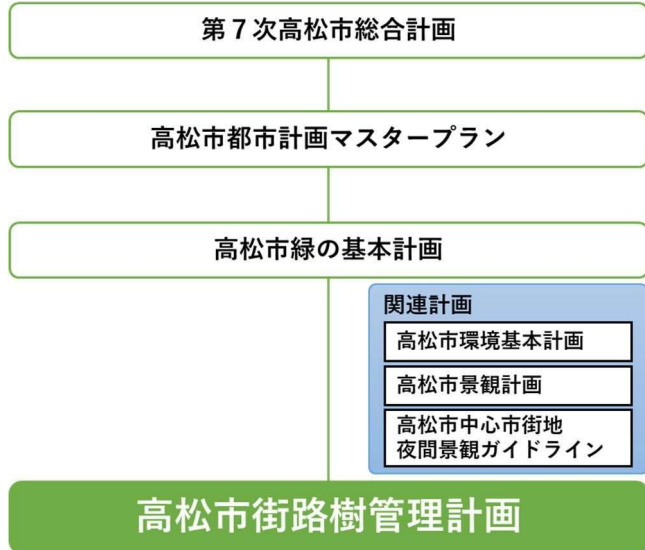 第７次高松市総合計画
高松市都市計画マスタープラン
高松市緑の基本計画
関連計画
高松市環境基本計画
高松市景観計画
高松市中心市街地
夜間景観ガイドライン
高松市街路樹管理計画